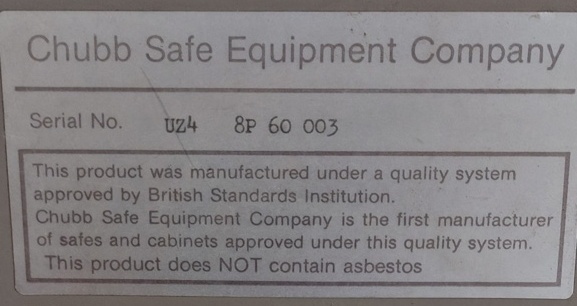 Chubb Safe Equipment Company
Serial No. UZ4 8P 60 003
This product was manufactured under a quality system
approved by British Standards Institution.
Chubb Safe Equipment Company is the first manufacturer
of safes and cabinets approved under this quality system.
This product does NOT contain asbestos